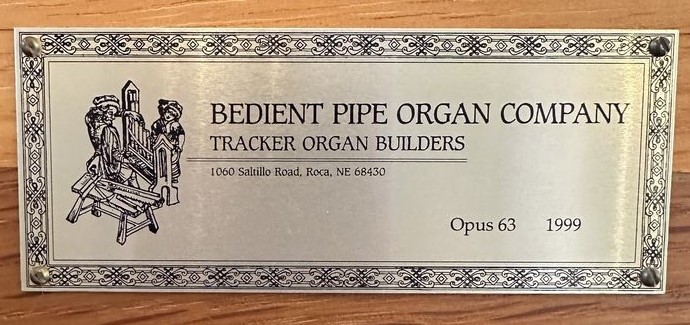 BEDIENT PIPE ORGAN COMPANY
TRACKER ORGAN BUILDERS
1060 Saltillo Road, Roca, NE 68430
Opus 63 1999